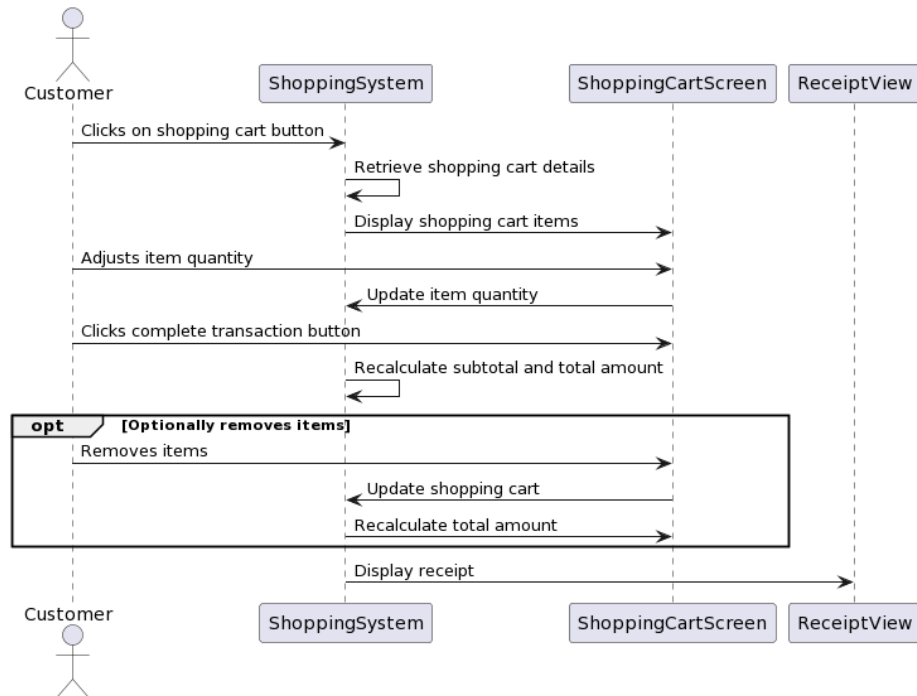 Customer
ShoppingSystem
ShoppingCartScreen
ReceiptView
Clicks on shopping cart button
Retrieve shopping cart details
Display shopping cart items
Adjusts item quantity
Update item quantity
Clicks complete transaction button
Recalculate subtotal and total amount
opt
[Optionally removes items]
Removes items
Update shopping cart
Recalculate total amount
Display receipt
Customer
ShoppingSystem
ShoppingCartScreen
ReceiptView